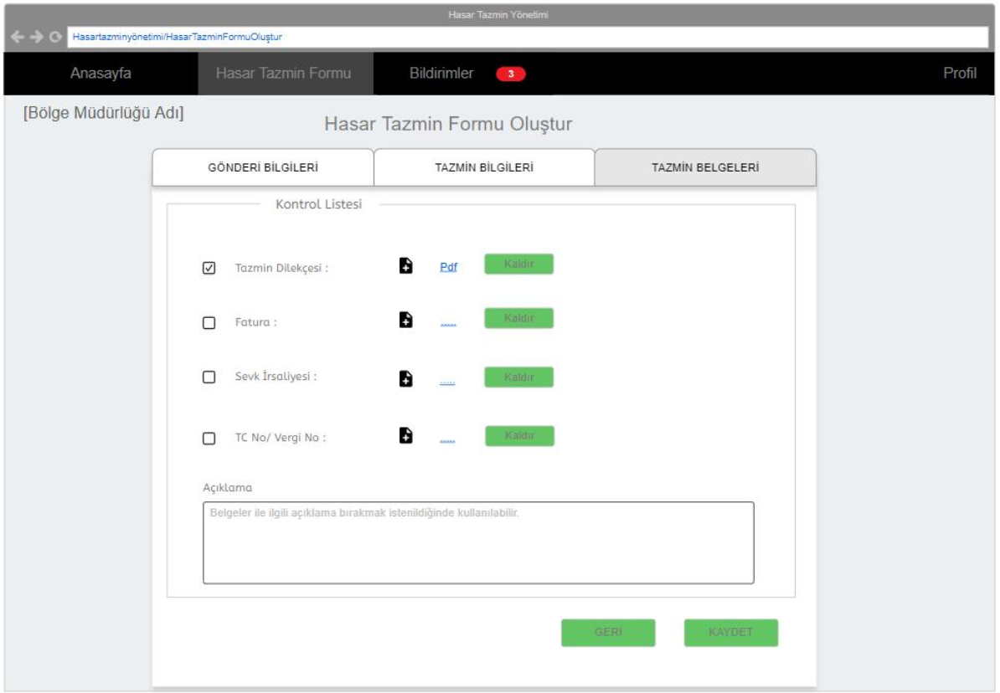 Hasar Tazmin Yönetimi
Hasartazminyönetimi/HasarTazminFormuOluştur
Anasayfa Hasar Tazmin Formu Bildirimler 3 Profil
[Bölge Müdürlüğü Adı]
Hasar Tazmin Formu Oluştur
GÖNDERİ BİLGİLERİ TAZMİN BİLGİLERİ TAZMİN BELGELERİ
Kontrol Listesi
Tazmin Dilekçesi : Pdf Kaldır
Fatura : ..... Kaldır
Sevk İrsaliyesi : ..... Kaldır
TC No/ Vergi No : ..... Kaldır
Açıklama
Belgeler ile ilgili açıklama bırakmak istenildiğinde kullanılabilir.
GERİ KAYDET